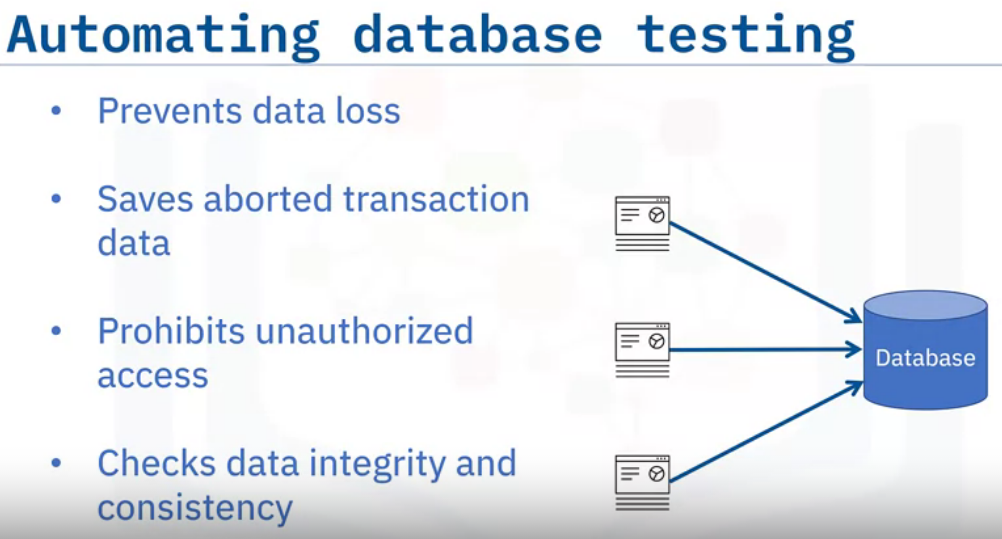 Automating database testing
• Prevents data loss
• Saves aborted transaction
data
• Prohibits unauthorized
access
• Checks data integrity and
consistency
Database